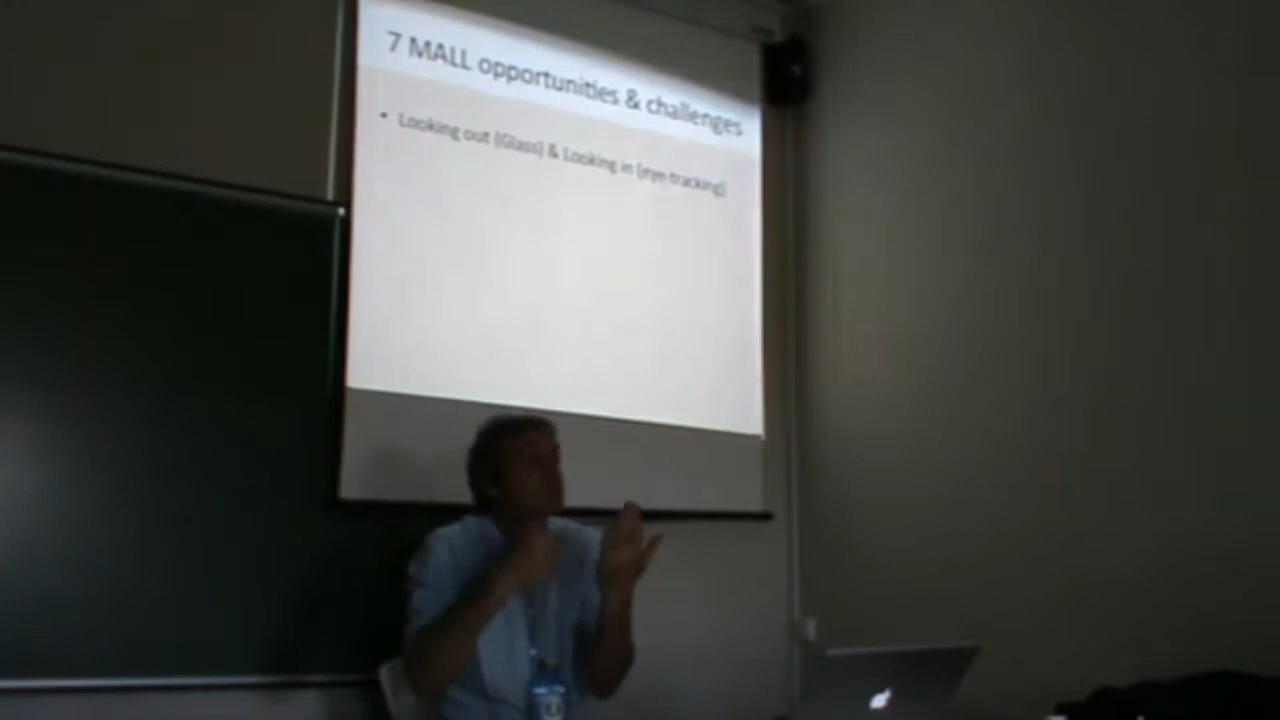 7 MALL opportunities & challenges
• Looking out (Glass) & Looking in (eye-tracking)